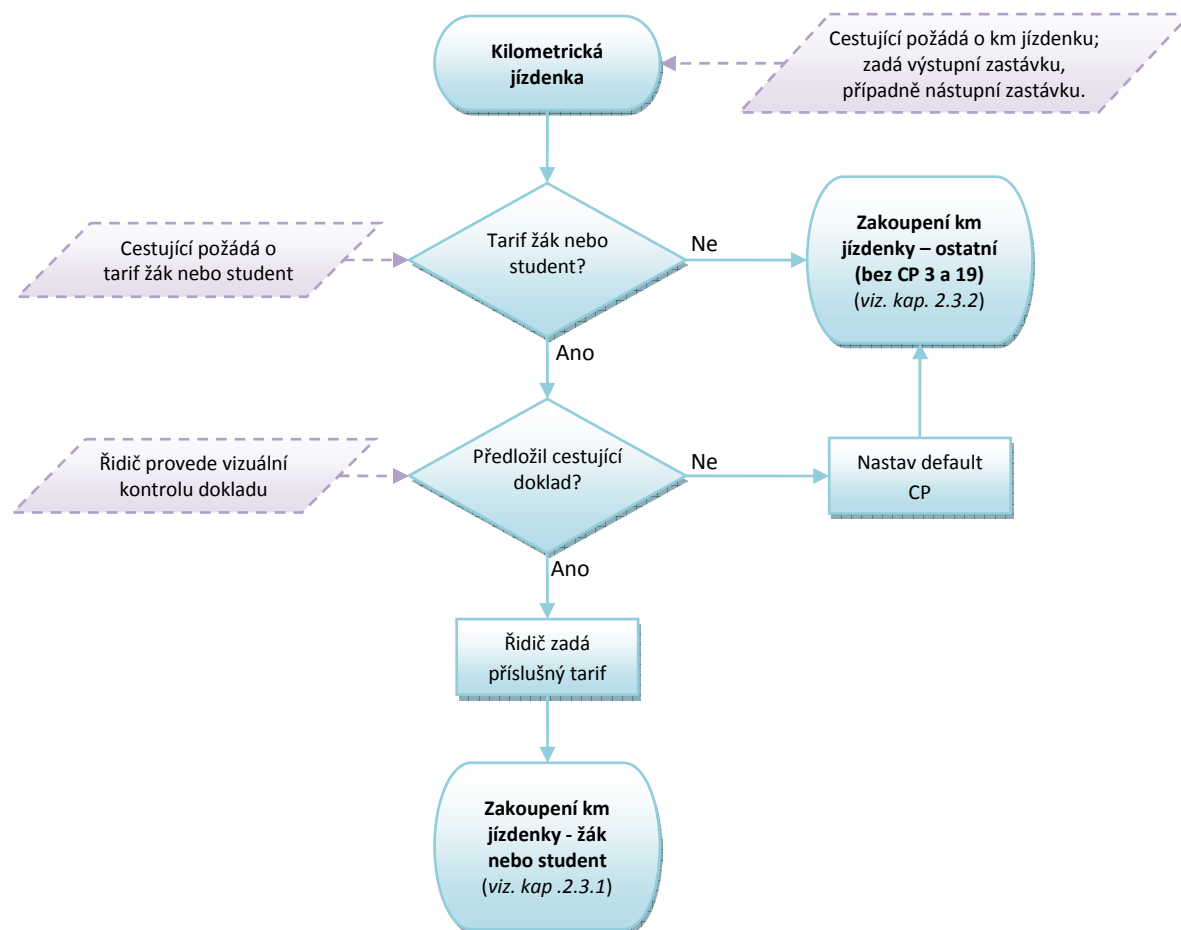 Kilometrická
jízdenka
Cestující požádá o km jízdenku;
zadá výstupní zastávku,
případně nástupní zastávku.
Cestující požádá o
tarif žák nebo student
Tarif žák nebo
student?
Ne
Zakoupení km
jízdenky – ostatní
(bez CP 3 a 19)
(viz. kap. 2.3.2)
Ano
Řidič provede vizuální
kontrolu dokladu
Předložil cestující
doklad?
Ne
Nastav default
CP
Ano
Řidič zadá
příslušný tarif
Zakoupení km
jízdenky - žák
nebo student
(viz. kap .2.3.1)